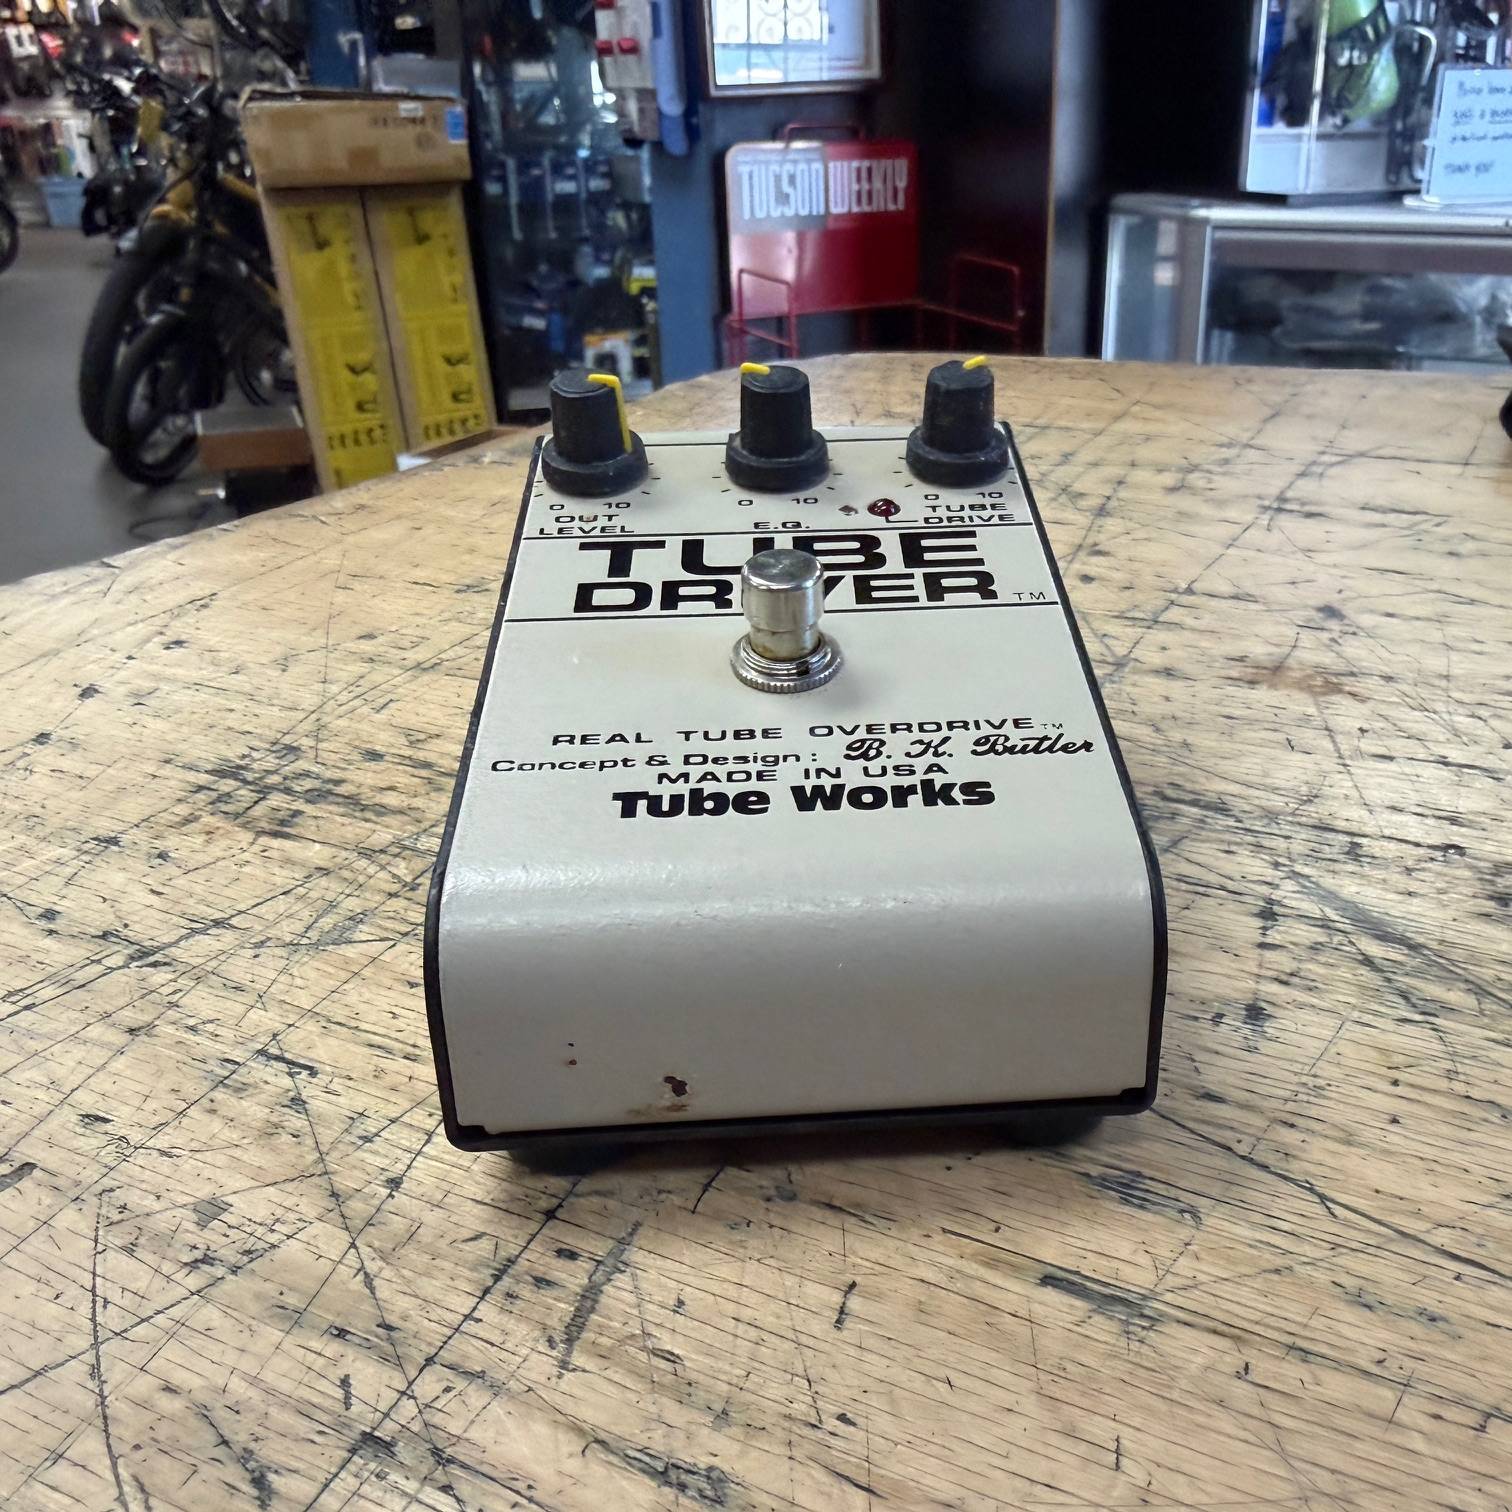 TUCSON WEEKLY
0 10
OUT
LEVEL
0 10
E.Q.
0 10
TUBE
DRIVE
TUBE
DRIVER TM
REAL TUBE OVERDRIVE TM
Concept & Design: B. K. Butler
MADE IN USA
Tube Works